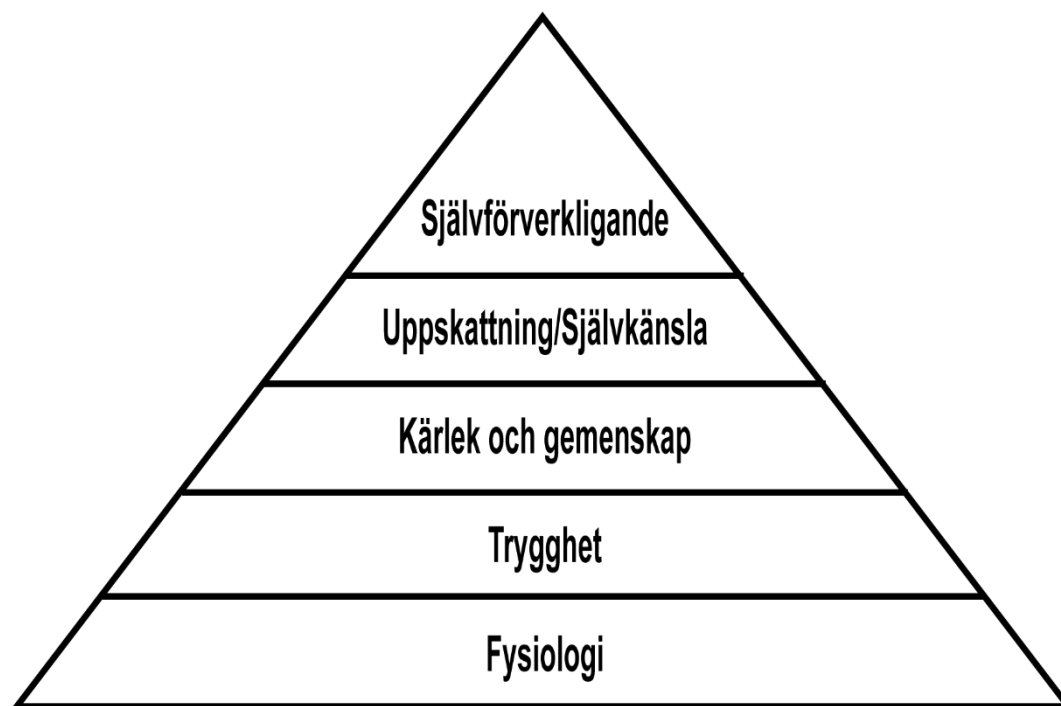 Självförverkligande
Uppskattning/Självkänsla
Kärlek och gemenskap
Trygghet
Fysiologi